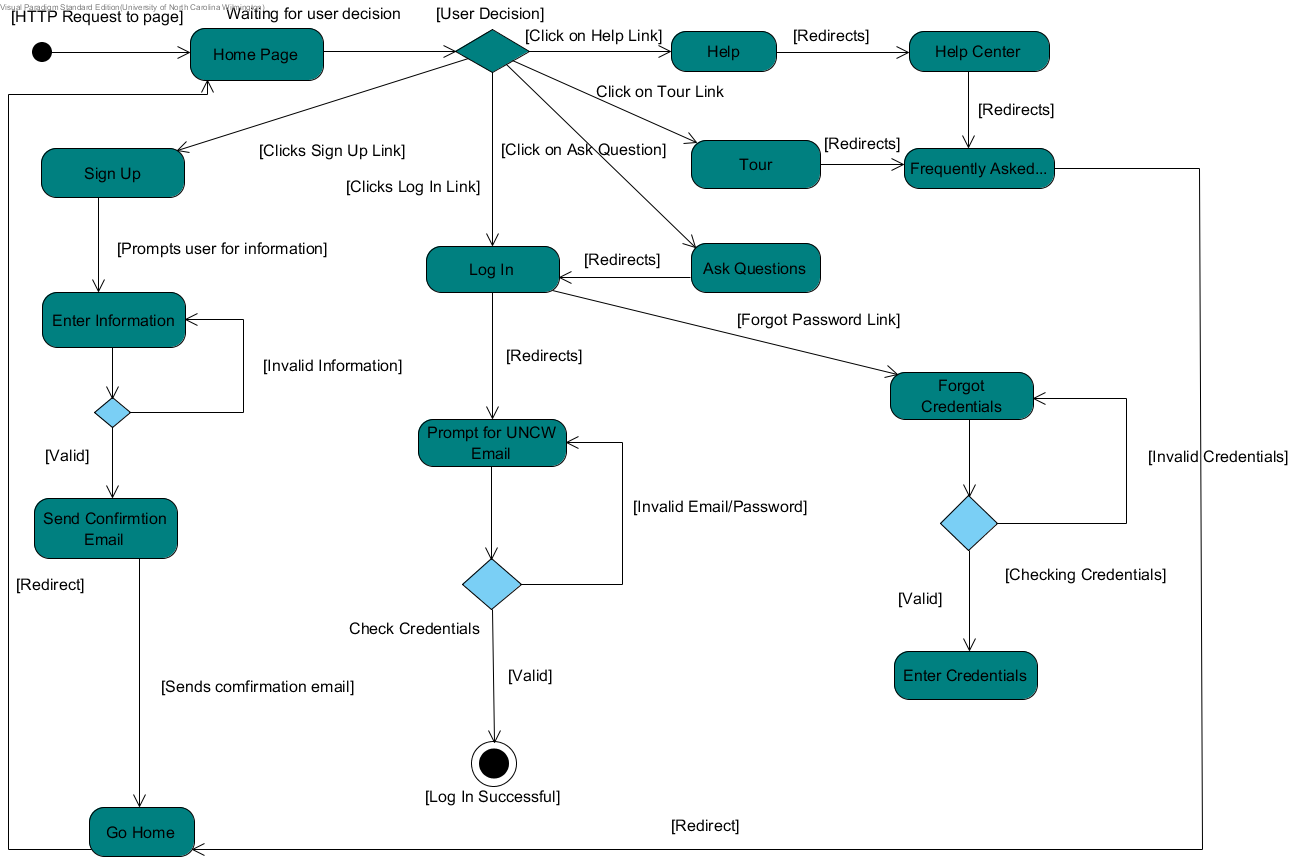 Visual Paradigm Standard Edition(University of North Carolina Wilmington)
[HTTP Request to page]
Waiting for user decision
[User Decision]
Home Page
[Click on Help Link]
Help
[Redirects]
Help Center
Click on Tour Link
[Redirects]
[Clicks Sign Up Link]
[Click on Ask Question]
Tour
[Redirects]
Frequently Asked...
Sign Up
[Clicks Log In Link]
[Prompts user for information]
Log In
[Redirects]
Ask Questions
Enter Information
[Forgot Password Link]
[Invalid Information]
[Redirects]
Forgot
Credentials
[Valid]
Prompt for UNCW
Email
[Invalid Credentials]
Send Confirmtion
Email
[Invalid Email/Password]
[Redirect]
[Checking Credentials]
[Valid]
Check Credentials
[Sends comfirmation email]
[Valid]
Enter Credentials
[Log In Successful]
Go Home
[Redirect]